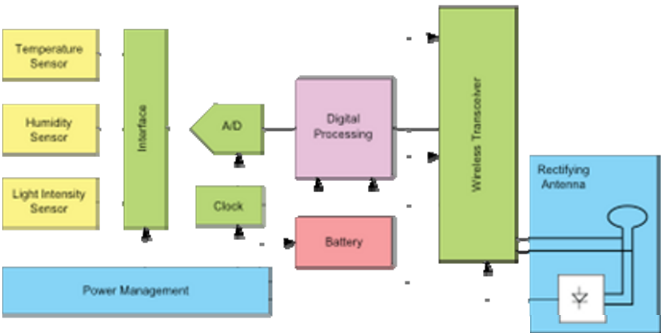 Temperature
Sensor
Humidity
Sensor
Light Intensity
Sensor
Interface
A/D
Clock
Digital
Processing
Battery
Wireless Transceiver
Rectifying
Antenna
Power Management